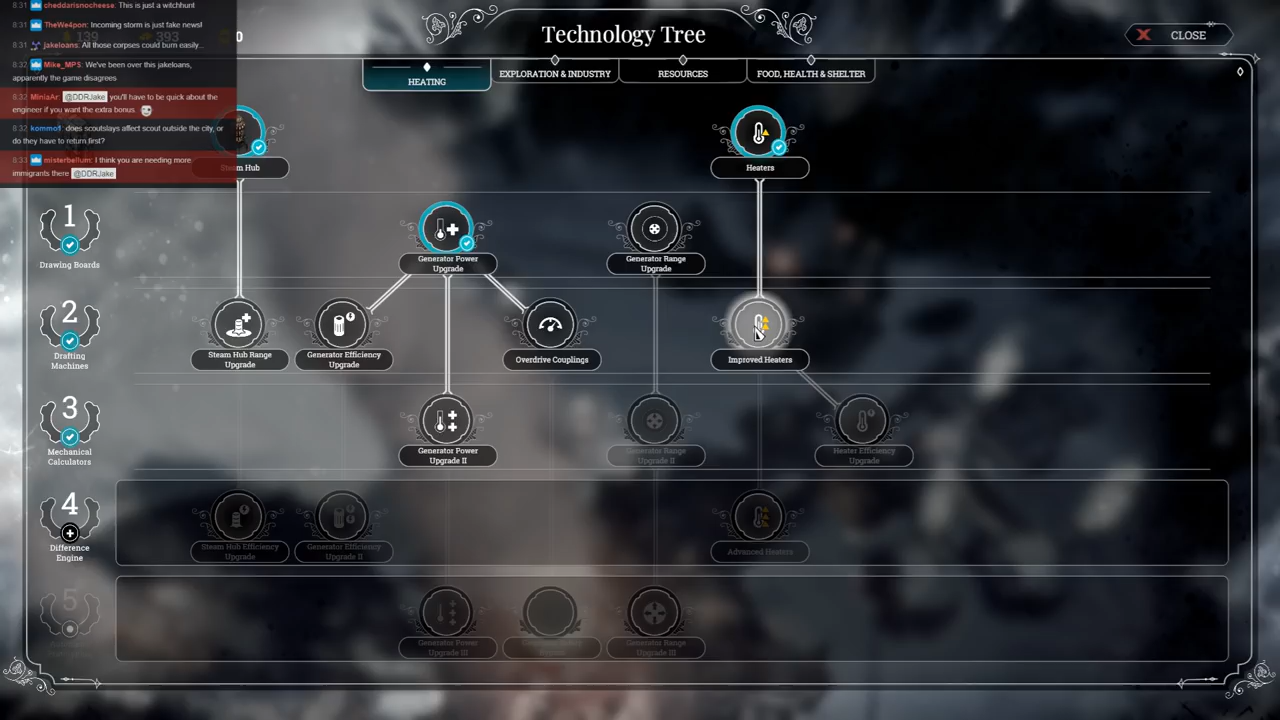 8:31 cheddarisnocheese: This is just a witchhunt
8:31 TheWe4pon: Incoming storm is just fake news!
8:31 jakeloans: All those corpses could burn easily...
8:32 Mike_MPS: We've been over this jakeloans,
apparently the game disagrees
8:32 MiniaAr: @DDRJake you'll have to be quick about the
engineer if you want the extra bonus.
8:32 kommo1: does scoutslays affect scout outside the city, or
do they have to return first?
8:33 misterbellum: I think you are needing more
immigrants there @DDRJake
139
393
0
Technology Tree
CLOSE
HEATING
EXPLORATION & INDUSTRY
RESOURCES
FOOD, HEALTH & SHELTER
Steam Hub
Heaters
1
Drawing Boards
Generator Power
Upgrade
Generator Range
Upgrade
2
Drafting
Machines
Steam Hub Range
Upgrade
Generator Efficiency
Upgrade
Overdrive Couplings
Improved Heaters
3
Mechanical
Calculators
Generator Power
Upgrade II
Generator Range
Upgrade II
Heater Efficiency
Upgrade
4
Difference
Engine
Steam Hub Efficiency
Upgrade
Generator Efficiency
Upgrade II
Advanced Heaters
5
Generator Power
Upgrade III
Generator Range
Upgrade III